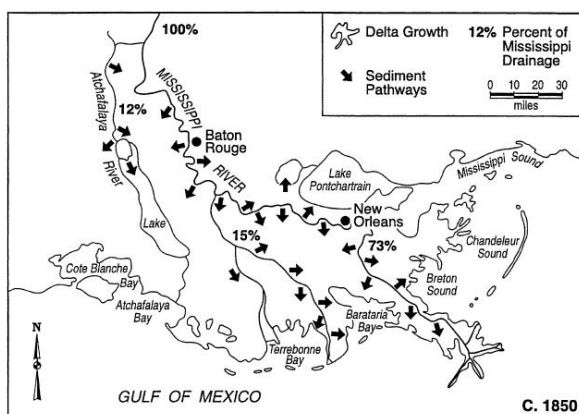 100%
Atchafalaya
River
12%
MISSISSIPPI
RIVER
Baton
Rouge
Lake
15%
Lake
Pontchartrain
New
Orleans
73%
Mississippi Sound
Chandeleur
Sound
Breton
Sound
Cote Blanche
Bay
Atchafalaya
Bay
Terrebonne
Bay
Barataria
Bay
N
GULF OF MEXICO
C. 1850
Delta Growth
Sediment
Pathways
12% Percent of
Mississippi
Drainage
0 10 20 30
miles